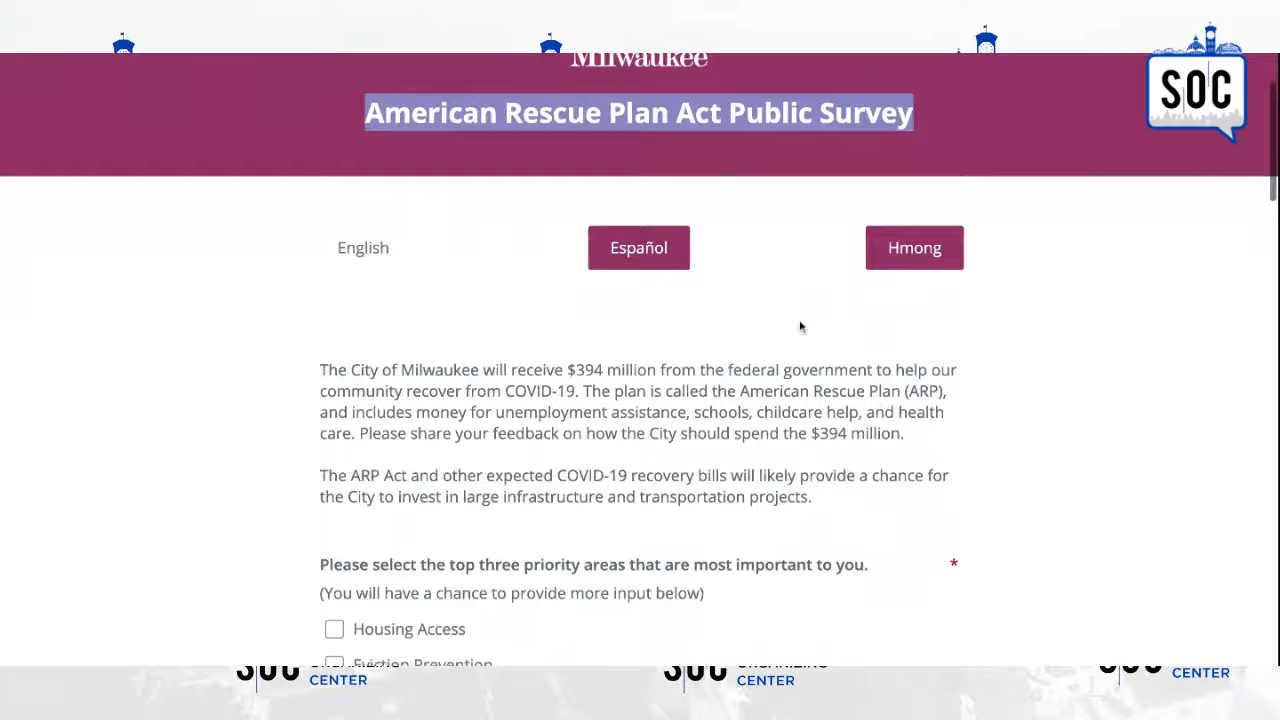 Milwaukee
SOC
American Rescue Plan Act Public Survey
English
Español
Hmong
The City of Milwaukee will receive $394 million from the federal government to help our
community recover from COVID-19. The plan is called the American Rescue Plan (ARP),
and includes money for unemployment assistance, schools, childcare help, and health
care. Please share your feedback on how the City should spend the $394 million.
The ARP Act and other expected COVID-19 recovery bills will likely provide a chance for
the City to invest in large infrastructure and transportation projects.
Please select the top three priority areas that are most important to you. *
(You will have a chance to provide more input below)
Housing Access
Eviction Prevention
SOC
CENTER
SOC
ORGANIZING
CENTER
SOC
CENTER